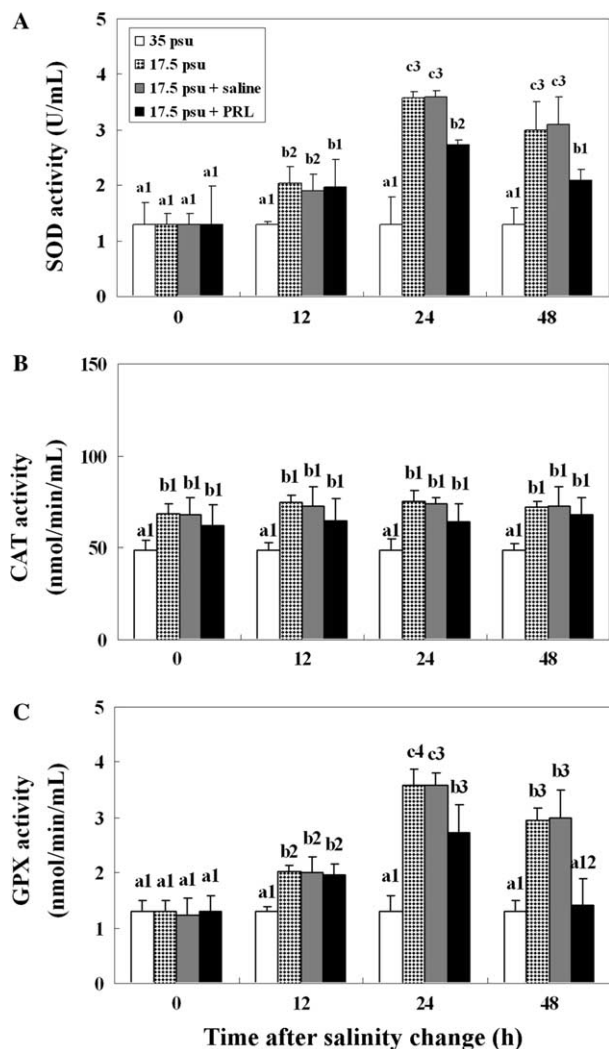 A
SOD activity (U/mL)
5
4
3
2
1
0
35 psu
17.5 psu
17.5 psu + saline
17.5 psu + PRL
a1 a1 a1 a1
a1 b2 b2 b1
a1 c3 c3 b2
a1 c3 c3 b1
0 12 24 48
B
CAT activity
(nmol/min/mL)
150
100
50
0
a1 b1 b1 b1
a1 b1 b1 b1
a1 b1 b1 b1
a1 b1 b1 b1
0 12 24 48
C
GPX activity
(nmol/min/mL)
5
4
3
2
1
0
a1 a1 a1 a1
a1 b2 b2 b2
a1 c4 c3 b3
a1 b3 b3 a12
0 12 24 48
Time after salinity change (h)